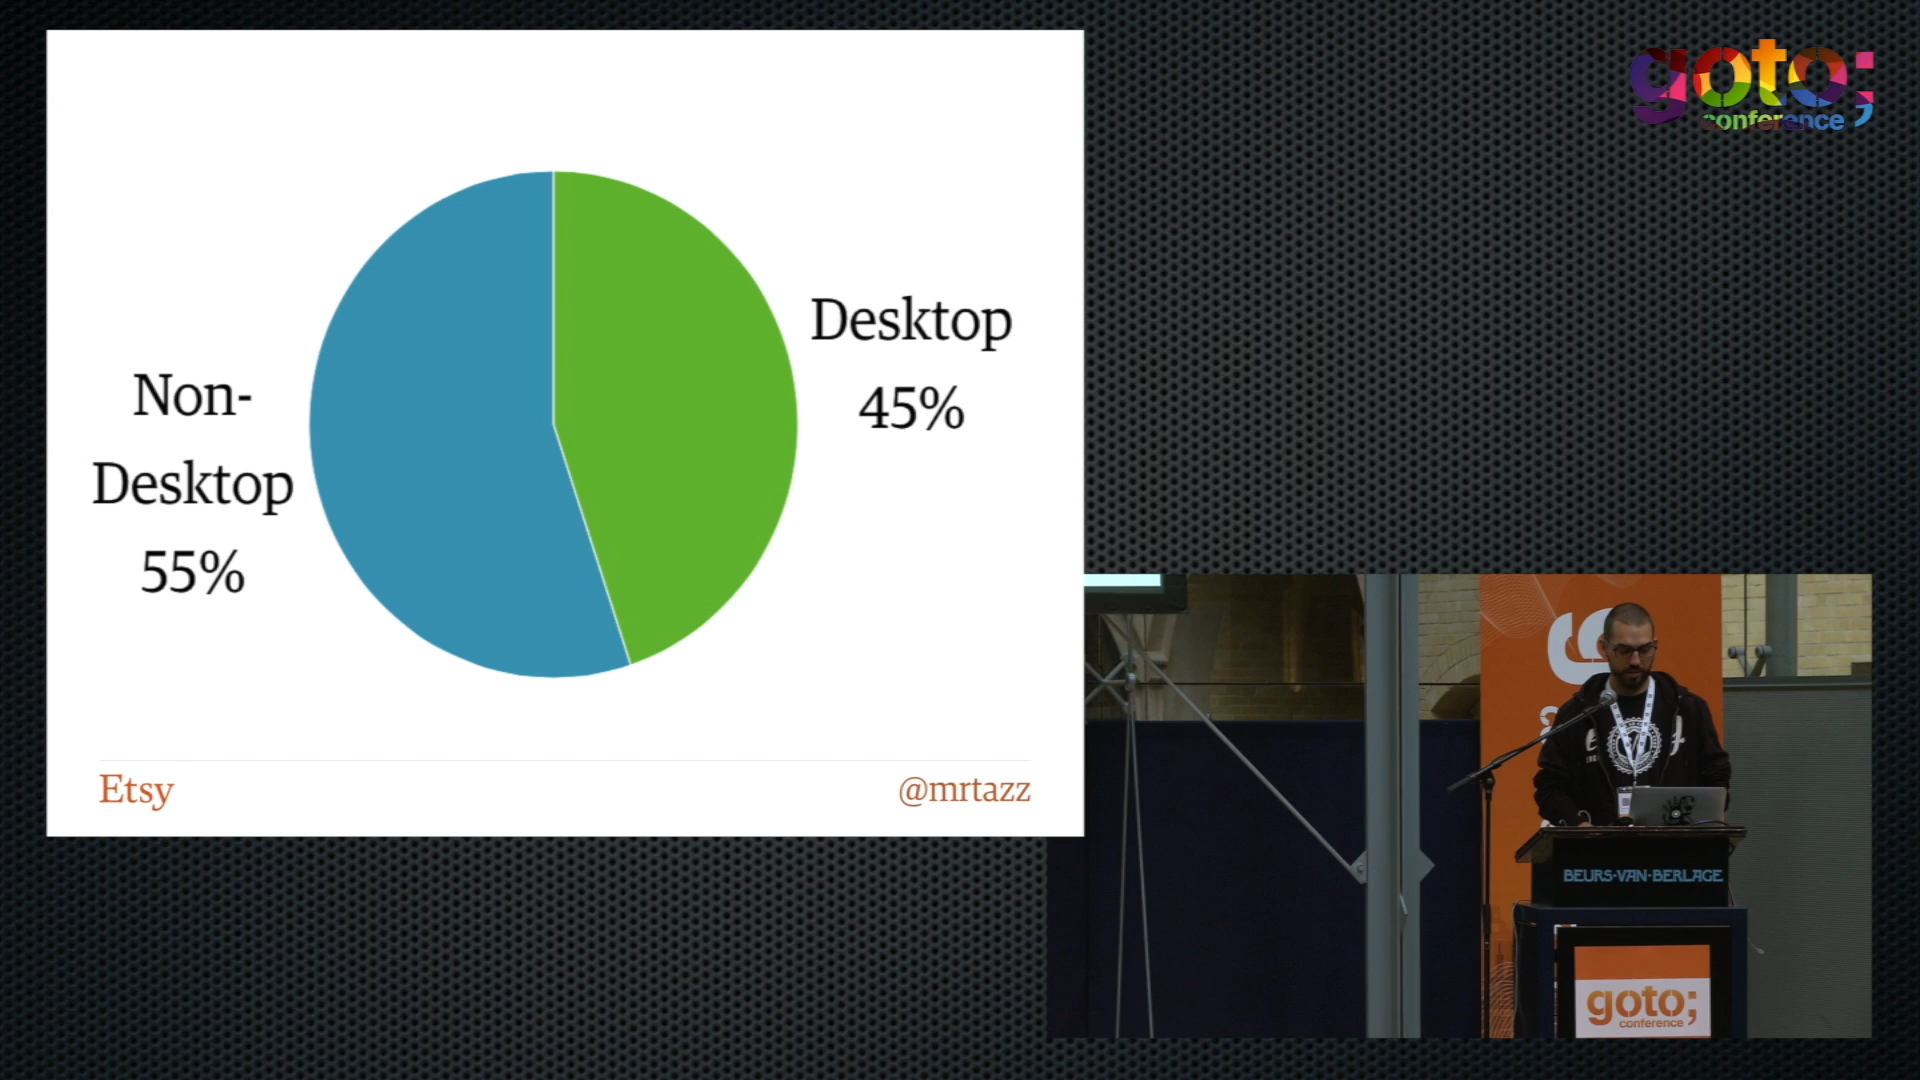 goto;
conference
Desktop
45%
Non-
Desktop
55%
Etsy
@mrtazz
BEURS·VAN·BERLAGE
goto;
conference